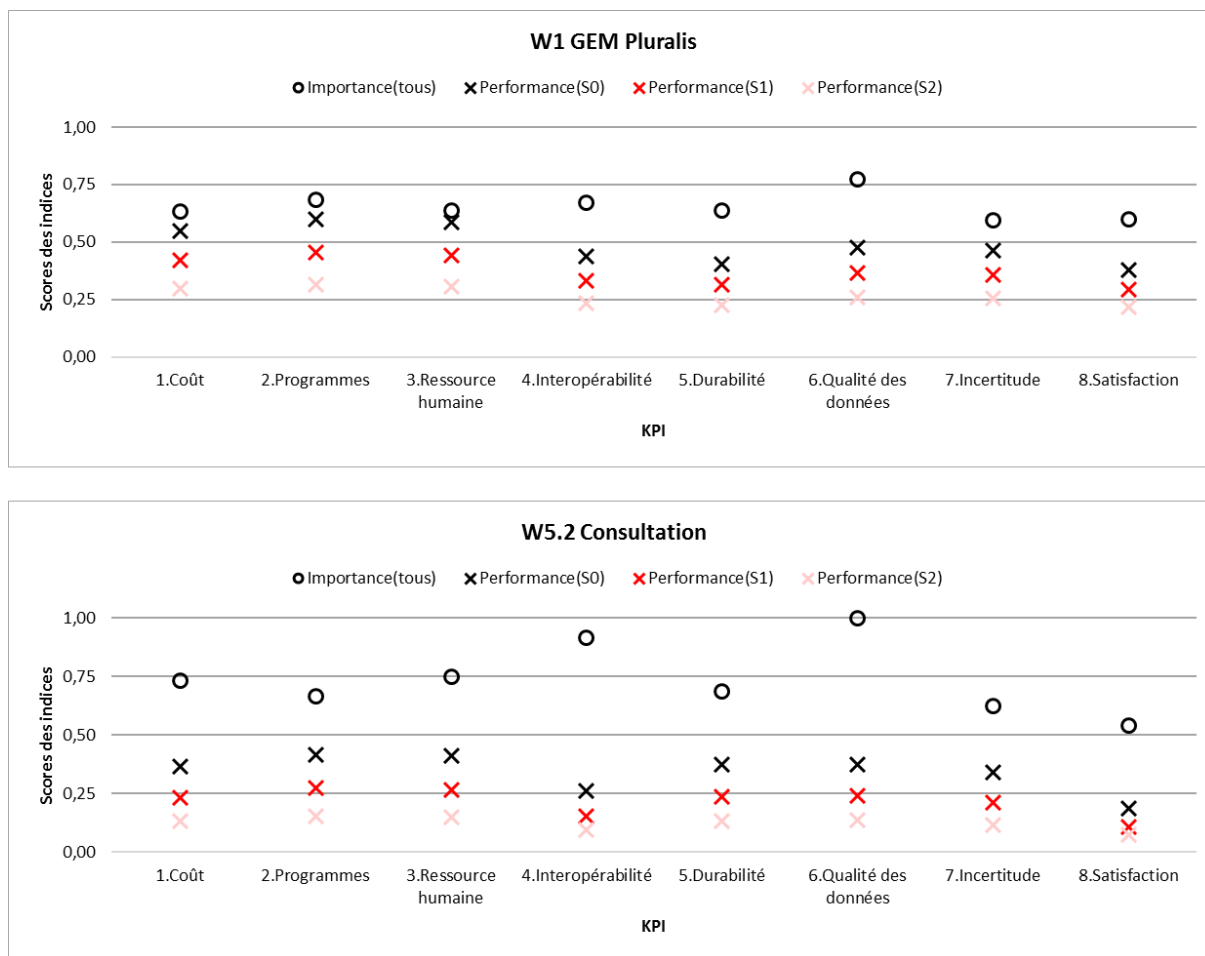 W1 GEM Pluralis
Importance(tous) Performance(S0) Performance(S1) Performance(S2)
1,00
0,75
0,50
0,25
0,00
Scores des indices
1.Coût 2.Programmes 3.Ressource humaine 4.Interopérabilité 5.Durabilité 6.Qualité des données 7.Incertitude 8.Satisfaction
KPI
W5.2 Consultation
Importance(tous) Performance(S0) Performance(S1) Performance(S2)
1,00
0,75
0,50
0,25
0,00
Scores des indices
1.Coût 2.Programmes 3.Ressource humaine 4.Interopérabilité 5.Durabilité 6.Qualité des données 7.Incertitude 8.Satisfaction
KPI